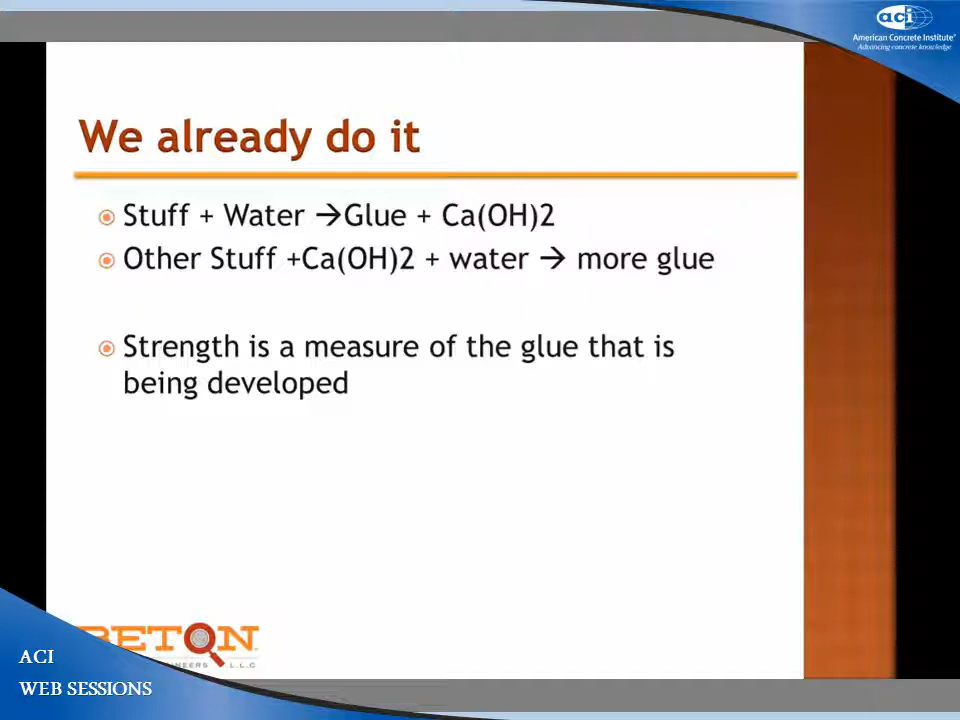 aci
American Concrete Institute®
Advancing concrete knowledge
We already do it
Stuff + Water →Glue + Ca(OH)2
Other Stuff +Ca(OH)2 + water → more glue
Strength is a measure of the glue that is
being developed
BETON
L.L.C
ACI
WEB SESSIONS